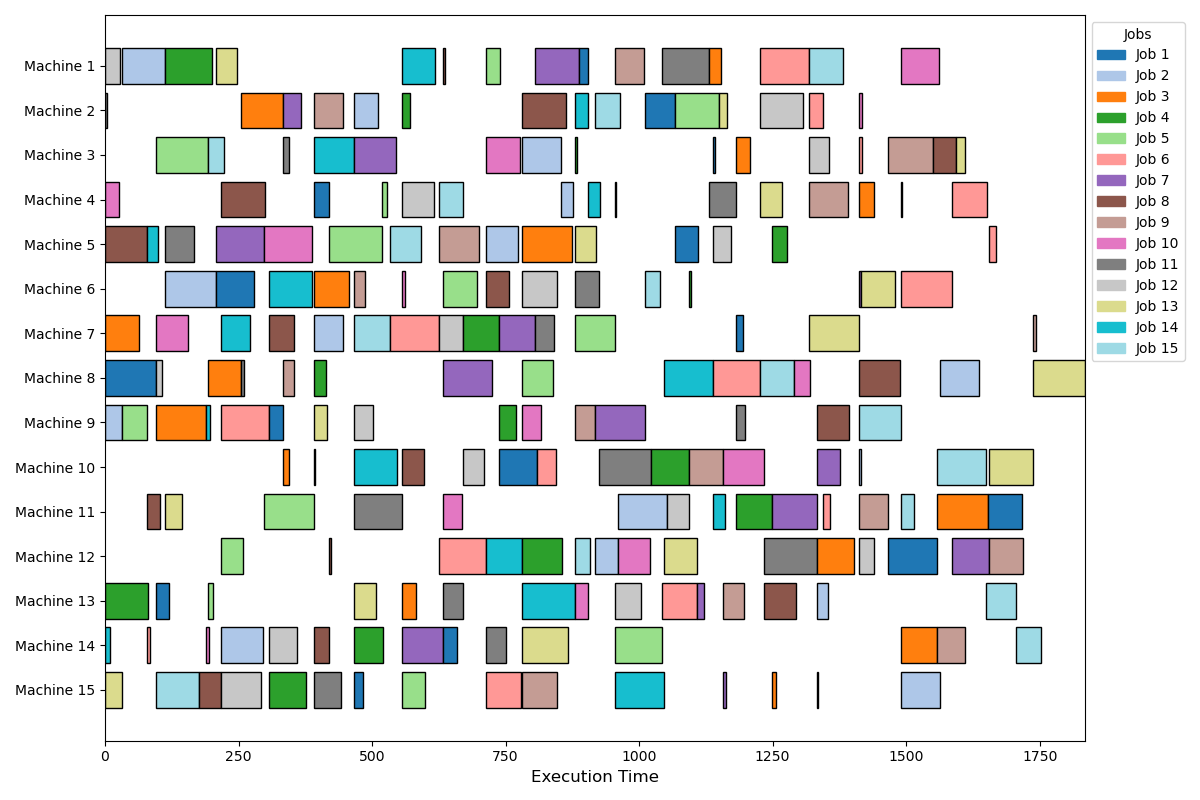 Machine 1
Machine 2
Machine 3
Machine 4
Machine 5
Machine 6
Machine 7
Machine 8
Machine 9
Machine 10
Machine 11
Machine 12
Machine 13
Machine 14
Machine 15
0 250 500 750 1000 1250 1500 1750
Execution Time
Jobs
Job 1
Job 2
Job 3
Job 4
Job 5
Job 6
Job 7
Job 8
Job 9
Job 10
Job 11
Job 12
Job 13
Job 14
Job 15